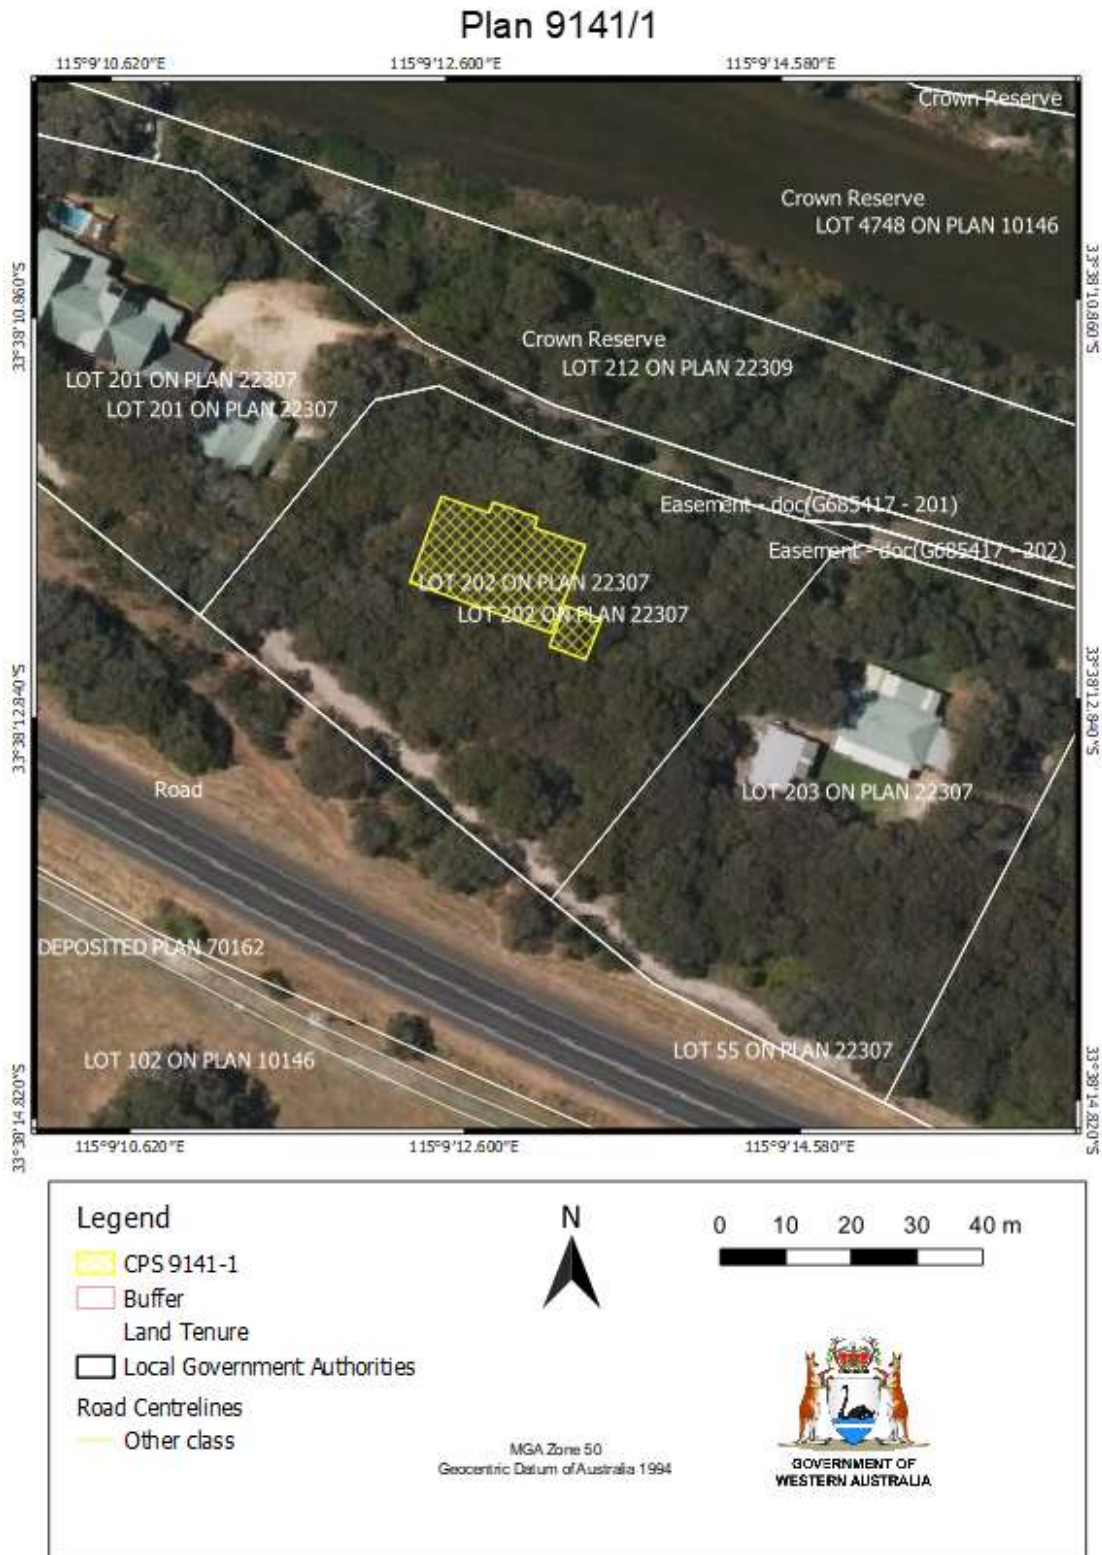 Plan 9141/1
115°9'10.620"E
115°9'12.600"E
115°9'14.580"E
Crown Reserve
Crown Reserve
LOT 4748 ON PLAN 10146
33°38'10.860"S
33°38'10.860"S
Crown Reserve
LOT 212 ON PLAN 22309
LOT 201 ON PLAN 22307
LOT 201 ON PLAN 22307
Easement - doc(G685417 - 201)
Easement - doc(G685417 - 202)
LOT 202 ON PLAN 22307
LOT 202 ON PLAN 22307
33°38'12.840"S
33°38'12.840"S
Road
LOT 203 ON PLAN 22307
DEPOSITED PLAN 70162
LOT 102 ON PLAN 10146
LOT 55 ON PLAN 22307
33°38'14.820"S
33°38'14.820"S
115°9'10.620"E
115°9'12.600"E
115°9'14.580"E
Legend
CPS 9141-1
Buffer
Land Tenure
Local Government Authorities
Road Centrelines
Other class
N
0 10 20 30 40 m
MGA Zone 50
Geocentric Datum of Australia 1994
GOVERNMENT OF
WESTERN AUSTRALIA